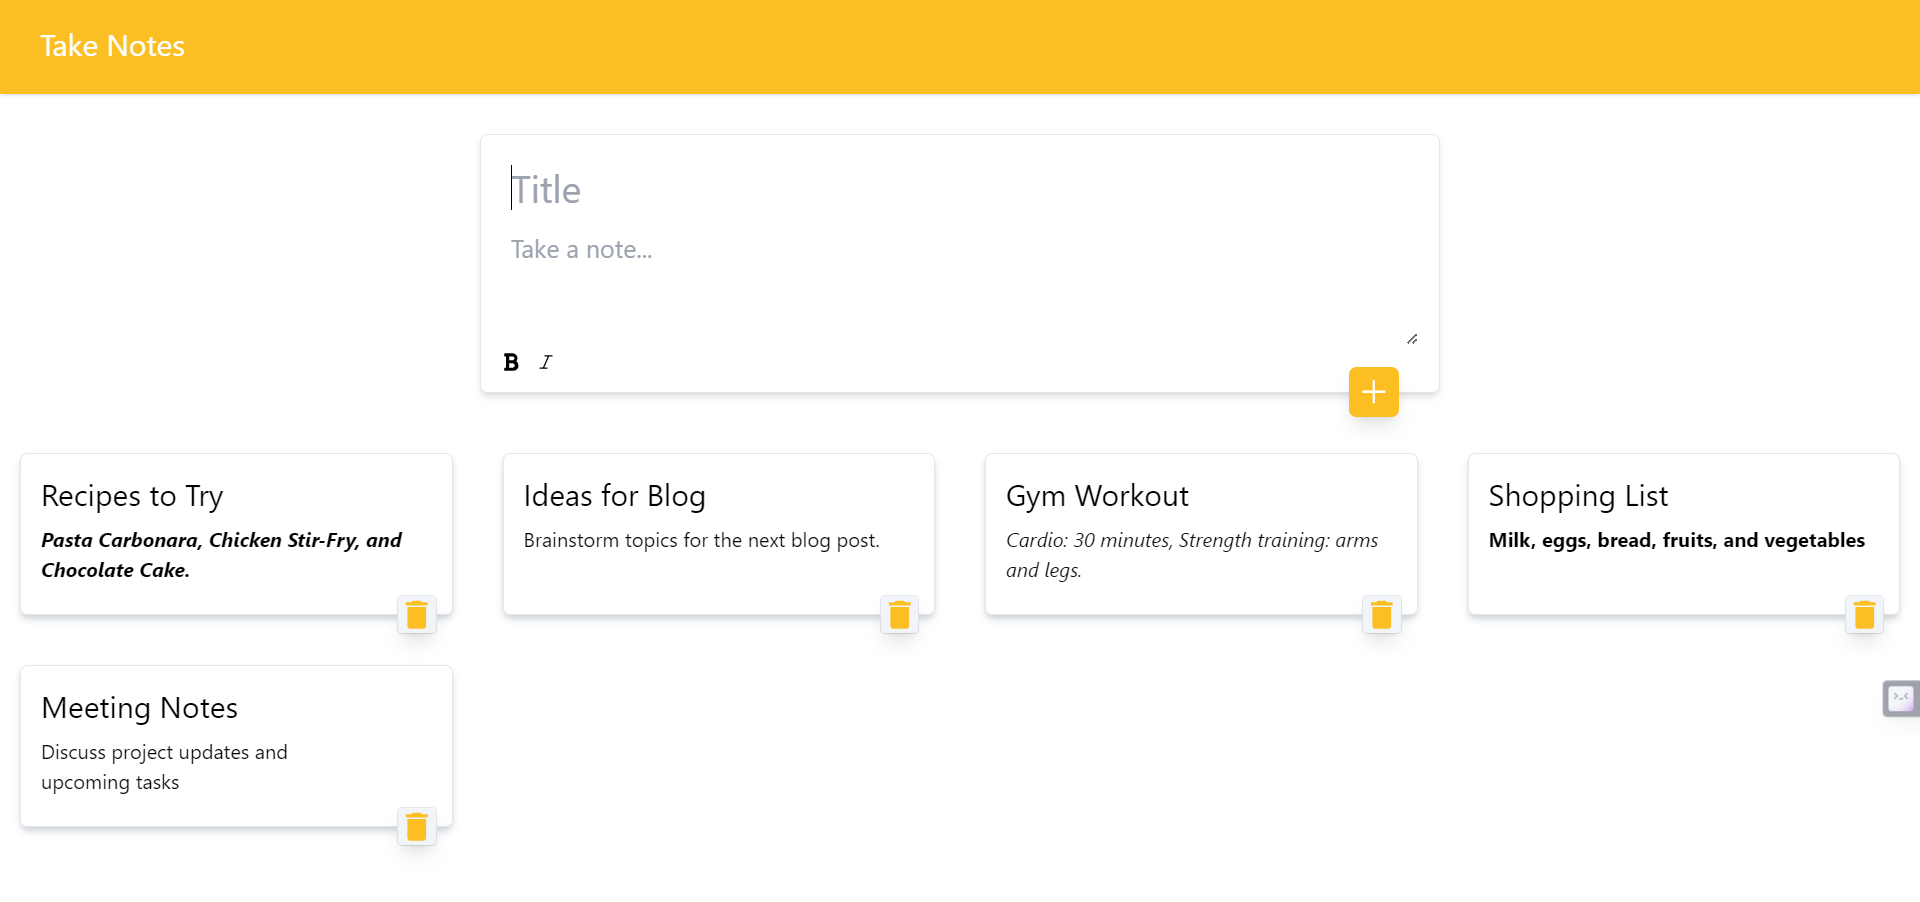 Take Notes
Title
Take a note...
B I
Recipes to Try
Pasta Carbonara, Chicken Stir-Fry, and
Chocolate Cake.
Ideas for Blog
Brainstorm topics for the next blog post.
Gym Workout
Cardio: 30 minutes, Strength training: arms
and legs.
Shopping List
Milk, eggs, bread, fruits, and vegetables
Meeting Notes
Discuss project updates and
upcoming tasks